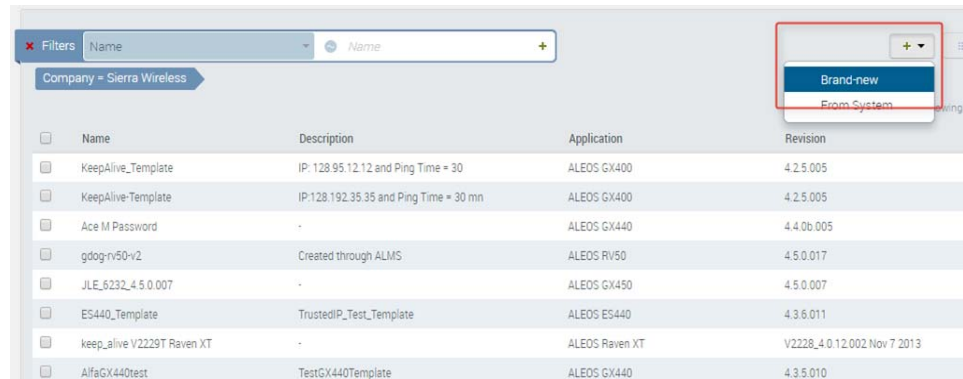 × Filters Name Name + + 
Company = Sierra Wireless
Brand-new
From System
Name Description Application Revision
KeepAlive_Template IP: 128.95.12.12 and Ping Time = 30 ALEOS GX400 4.2.5.005
KeepAlive-Template IP:128.192.35.35 and Ping Time = 30 mn ALEOS GX400 4.2.5.005
Ace M Password - ALEOS GX440 4.4.0b.005
gdog-rv50-v2 Created through ALMS ALEOS RV50 4.5.0.017
JLE_6232_4.5.0.007 - ALEOS GX450 4.5.0.007
ES440_Template TrustedIP_Test_Template ALEOS ES440 4.3.6.011
keep_alive V2229T Raven XT - ALEOS Raven XT V2228_4.0.12.002 Nov 7 2013
AlfaGX440test TestGX440Template ALEOS GX440 4.3.5.010